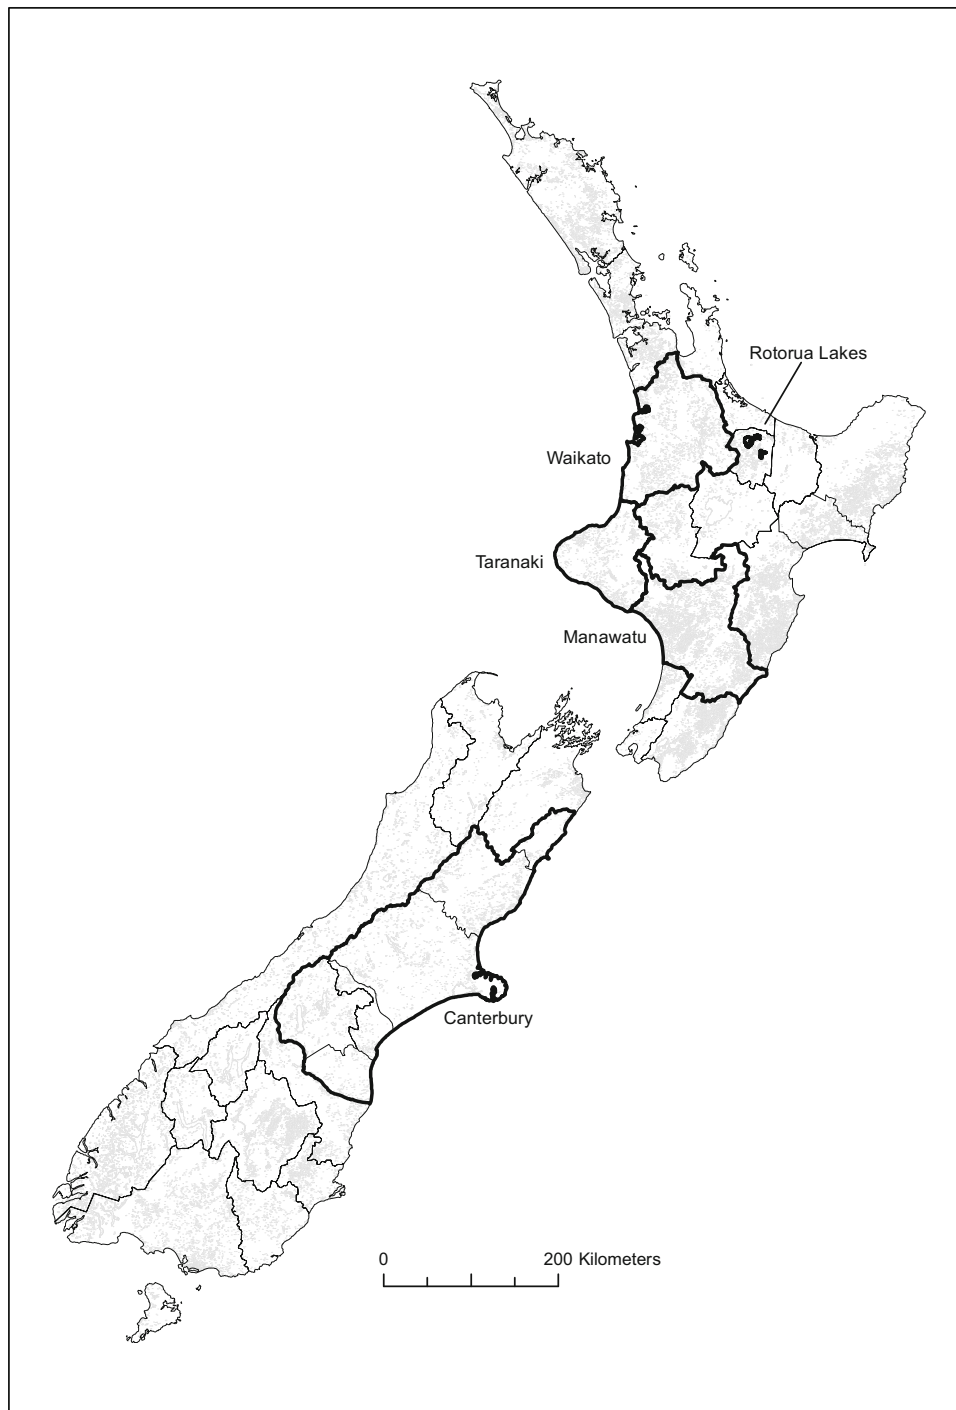 Rotorua Lakes
Waikato
Taranaki
Manawatu
Canterbury
0 200 Kilometers